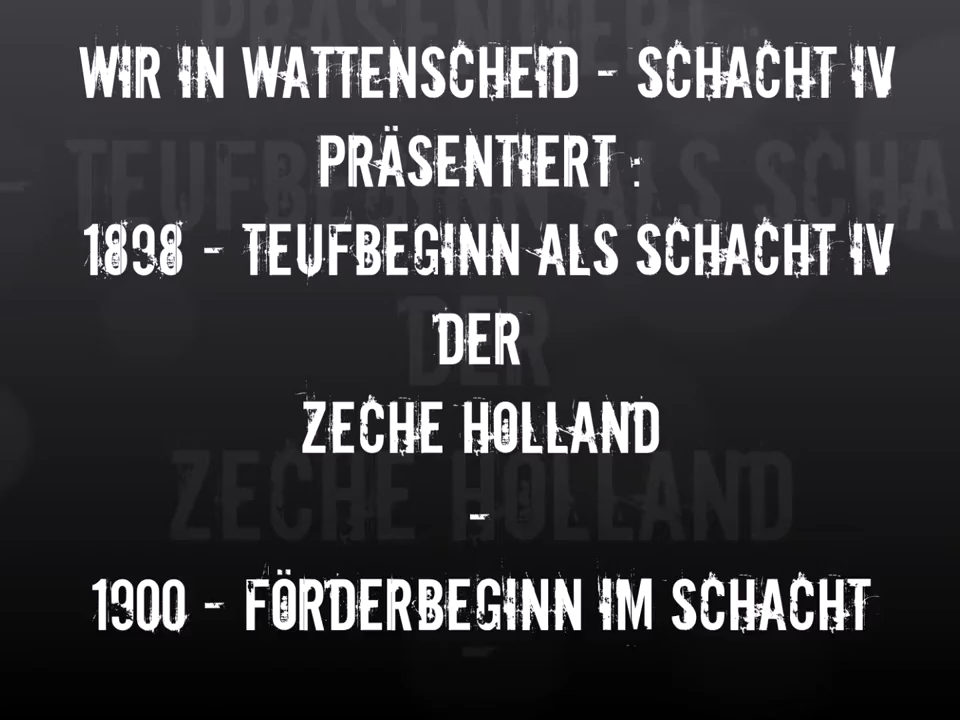 WIR IN WATTENSCHEID - SCHACHT IV
PRÄSENTIERT :
1898 - TEUFBEGINN ALS SCHACHT IV
DER
ZECHE HOLLAND
-
1900 - FÖRDERBEGINN IM SCHACHT